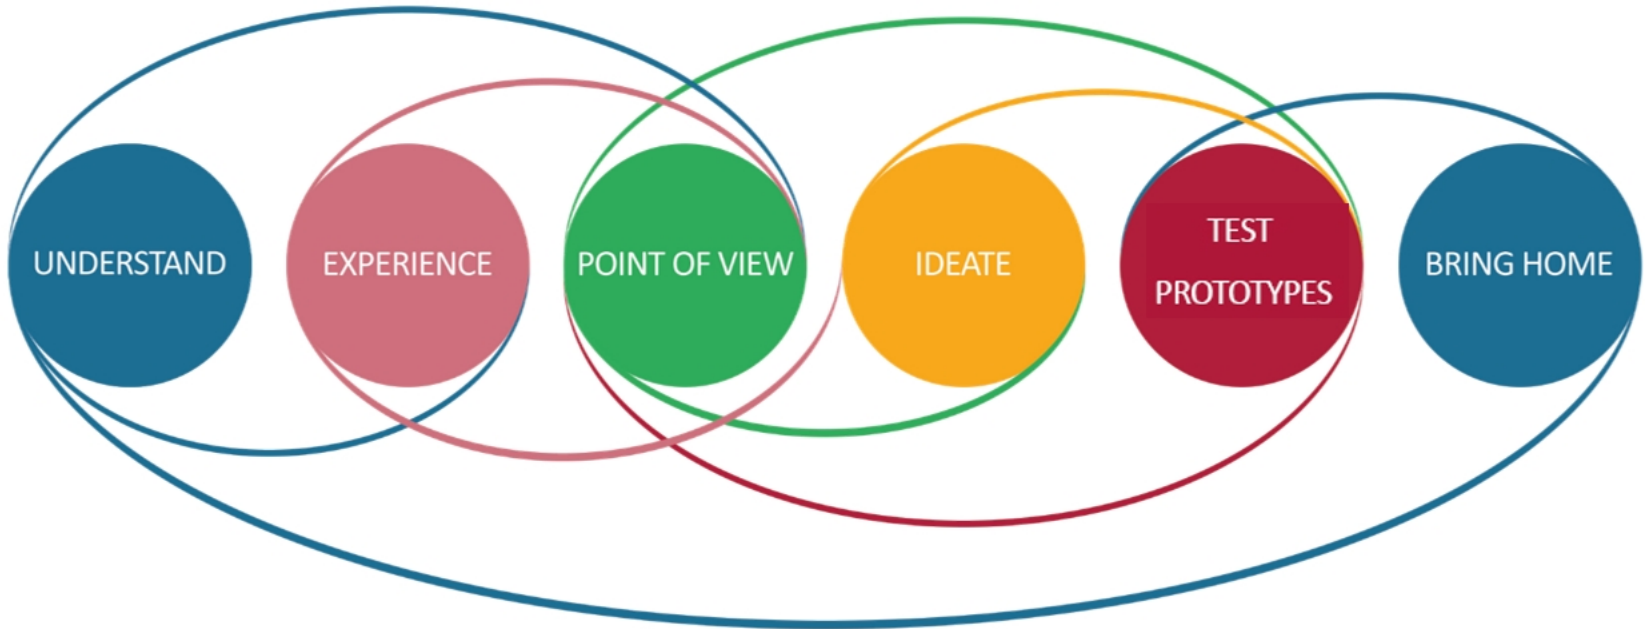 UNDERSTAND
EXPERIENCE
POINT OF VIEW
IDEATE
TEST
PROTOTYPES
BRING HOME